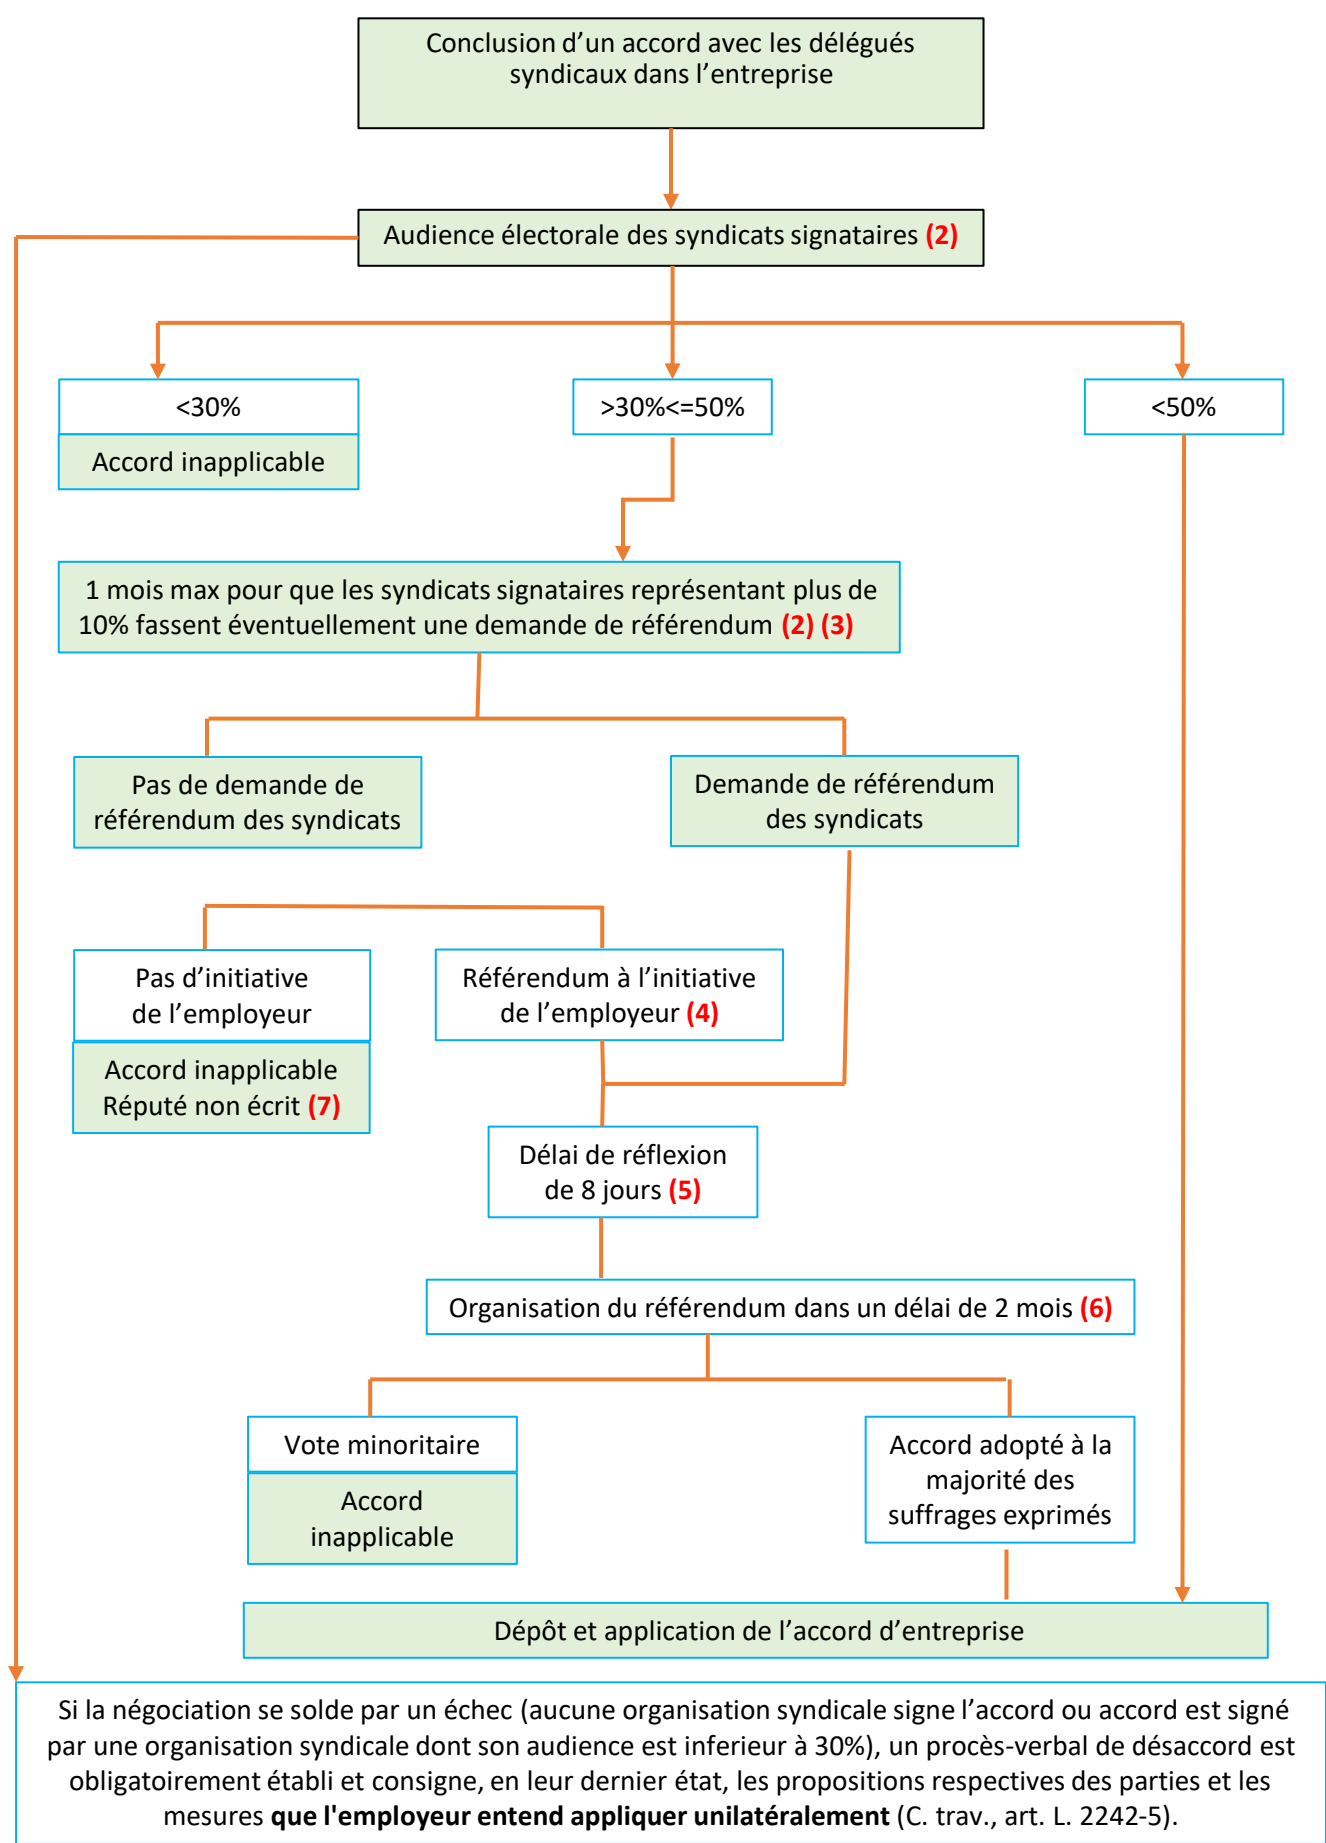 Conclusion d’un accord avec les délégués
syndicaux dans l’entreprise
Audience électorale des syndicats signataires (2)
<30%
>30%<=50%
<50%
Accord inapplicable
1 mois max pour que les syndicats signataires représentant plus de
10% fassent éventuellement une demande de référendum (2) (3)
Pas de demande de
référendum des syndicats
Demande de référendum
des syndicats
Pas d’initiative
de l’employeur
Référendum à l’initiative
de l’employeur (4)
Accord inapplicable
Réputé non écrit (7)
Délai de réflexion
de 8 jours (5)
Organisation du référendum dans un délai de 2 mois (6)
Vote minoritaire
Accord
inapplicable
Accord adopté à la
majorité des
suffrages exprimés
Dépôt et application de l’accord d’entreprise
Si la négociation se solde par un échec (aucune organisation syndicale signe l’accord ou accord est signé
par une organisation syndicale dont son audience est inferieur à 30%), un procès-verbal de désaccord est
obligatoirement établi et consigne, en leur dernier état, les propositions respectives des parties et les
mesures que l'employeur entend appliquer unilatéralement (C. trav., art. L. 2242-5).